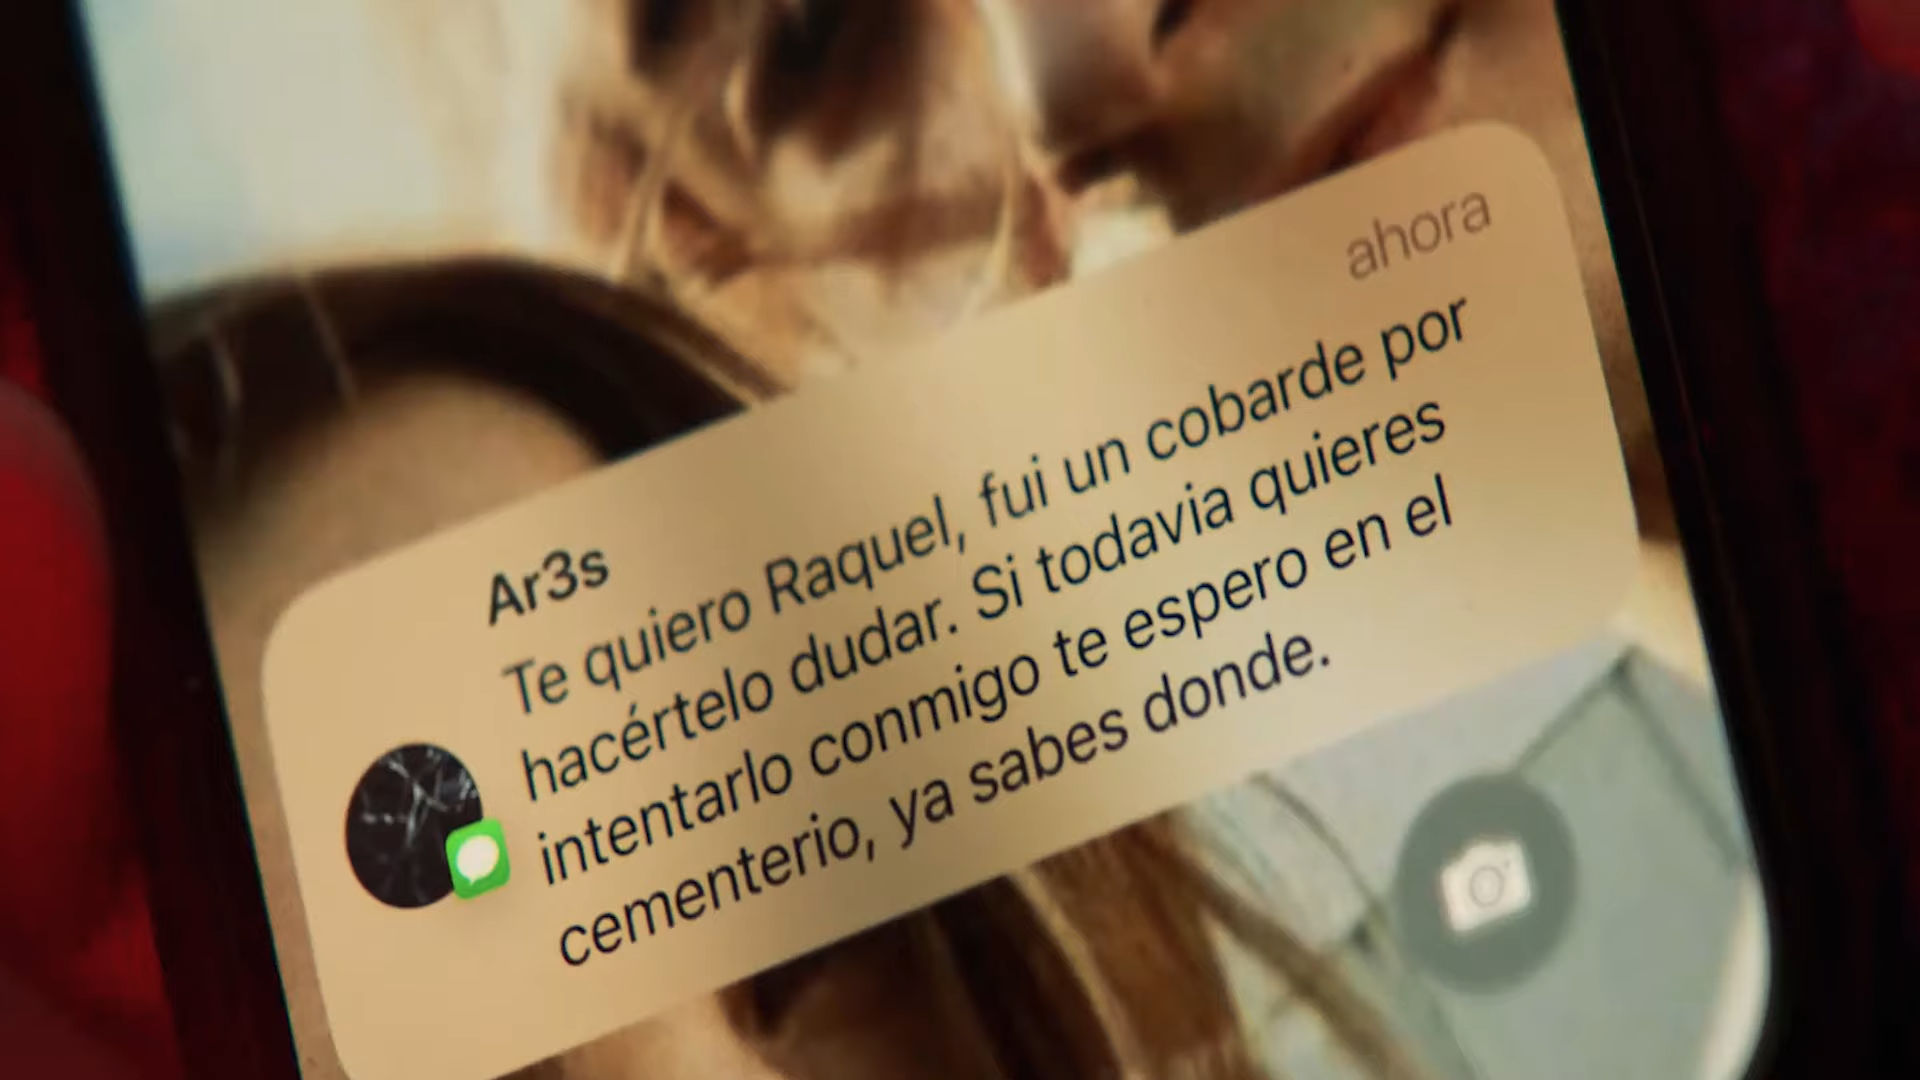 ahora
Ar3s
Te quiero Raquel, fui un cobarde por
hacértelo dudar. Si todavia quieres
intentarlo conmigo te espero en el
cementerio, ya sabes donde.